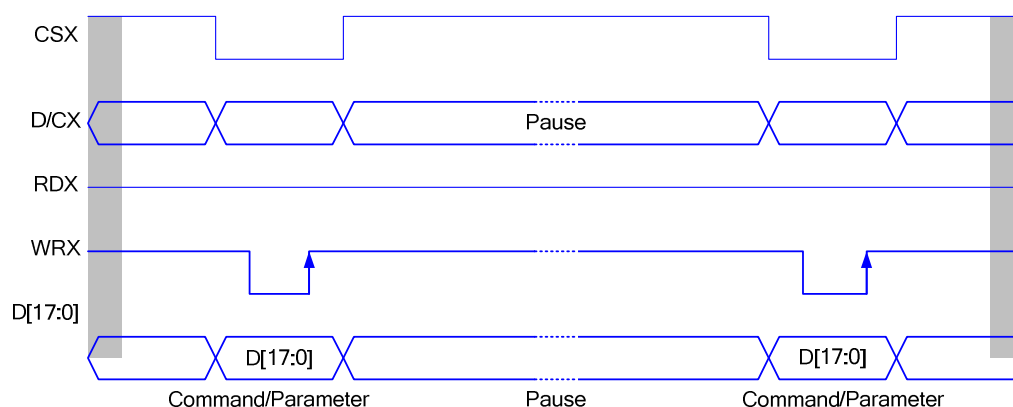 CSX
D/CX
Pause
RDX
WRX
D[17:0]
D[17:0] D[17:0]
Command/Parameter Pause Command/Parameter